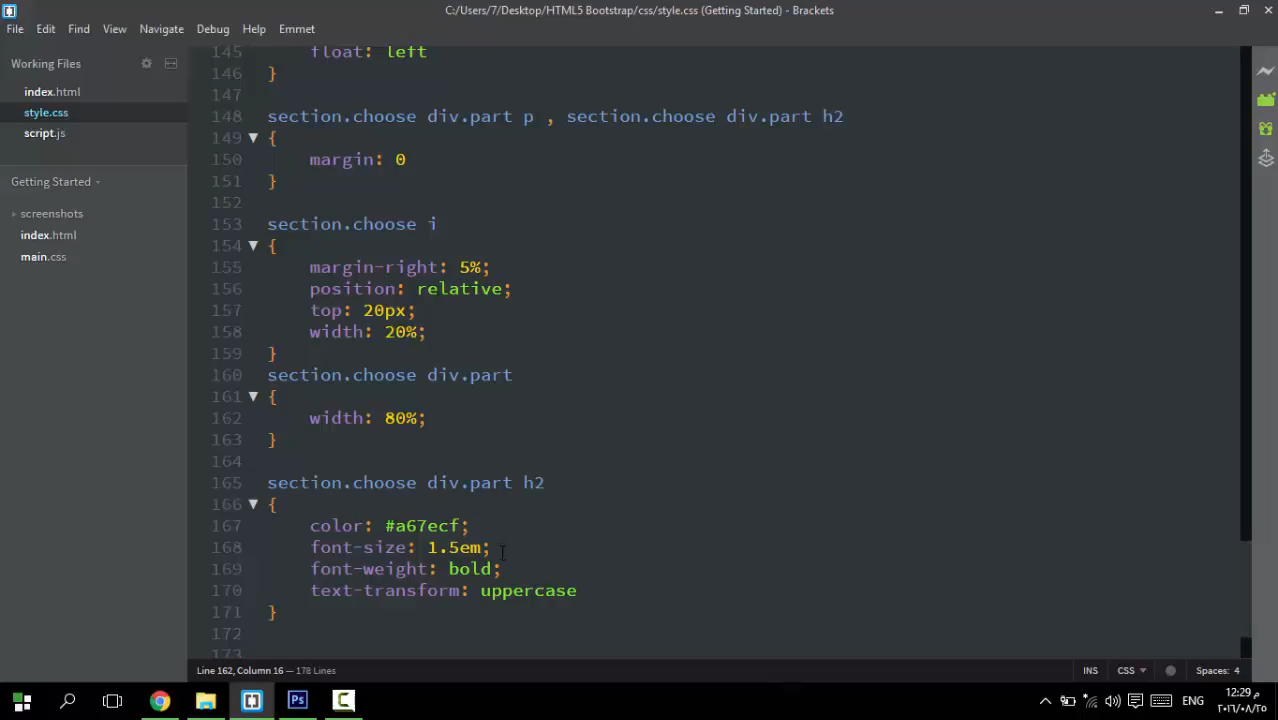 C:/Users/7/Desktop/HTML5 Bootstrap/css/style.css (Getting Started) - Brackets
File Edit Find View Navigate Debug Help Emmet
Working Files
index.html
style.css
script.js
Getting Started
screenshots
index.html
main.css
145 float: left
146 }
147
148 section.choose div.part p , section.choose div.part h2
149 {
150 margin: 0
151 }
152
153 section.choose i
154 {
155 margin-right: 5%;
156 position: relative;
157 top: 20px;
158 width: 20%;
159 }
160 section.choose div.part
161 {
162 width: 80%;
163 }
164
165 section.choose div.part h2
166 {
167 color: #a67ecf;
168 font-size: 1.5em;
169 font-weight: bold;
170 text-transform: uppercase
171 }
172
173
Line 162, Column 16 — 178 Lines
INS CSS Spaces: 4
Ps
ENG
م 12:29
٢٠١٦/٠٨/٢٥